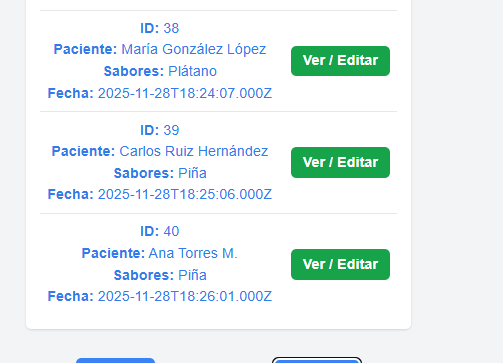 ID: 38
Paciente: María González López
Sabores: Plátano
Fecha: 2025-11-28T18:24:07.000Z
Ver / Editar
ID: 39
Paciente: Carlos Ruiz Hernández
Sabores: Piña
Fecha: 2025-11-28T18:25:06.000Z
Ver / Editar
ID: 40
Paciente: Ana Torres M.
Sabores: Piña
Fecha: 2025-11-28T18:26:01.000Z
Ver / Editar